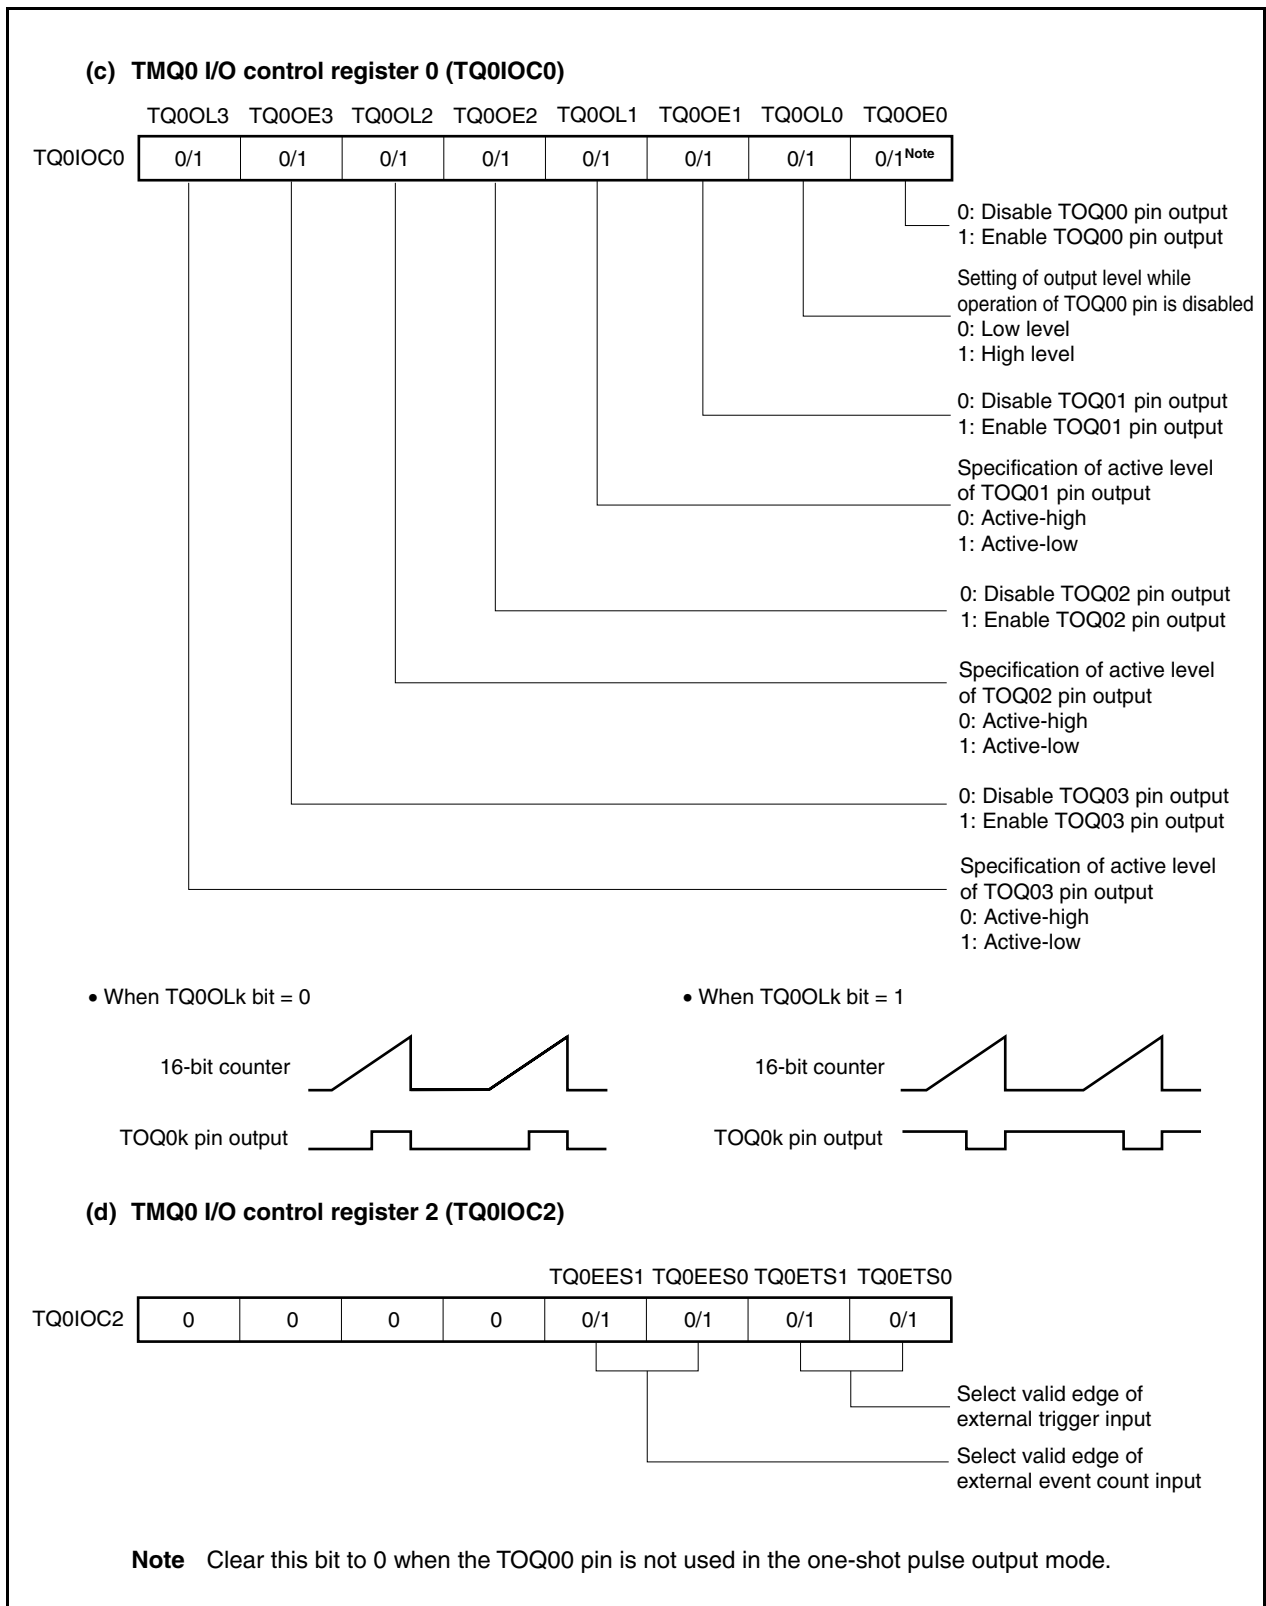 (c) TMQ0 I/O control register 0 (TQ0IOC0)
TQ0OL3 TQ0OE3 TQ0OL2 TQ0OE2 TQ0OL1 TQ0OE1 TQ0OL0 TQ0OE0
TQ0IOC0 0/1 0/1 0/1 0/1 0/1 0/1 0/1 0/1Note
0: Disable TOQ00 pin output
1: Enable TOQ00 pin output
Setting of output level while
operation of TOQ00 pin is disabled
0: Low level
1: High level
0: Disable TOQ01 pin output
1: Enable TOQ01 pin output
Specification of active level
of TOQ01 pin output
0: Active-high
1: Active-low
0: Disable TOQ02 pin output
1: Enable TOQ02 pin output
Specification of active level
of TOQ02 pin output
0: Active-high
1: Active-low
0: Disable TOQ03 pin output
1: Enable TOQ03 pin output
Specification of active level
of TOQ03 pin output
0: Active-high
1: Active-low
• When TQ0OLk bit = 0
16-bit counter
TOQ0k pin output
• When TQ0OLk bit = 1
16-bit counter
TOQ0k pin output
(d) TMQ0 I/O control register 2 (TQ0IOC2)
TQ0EES1 TQ0EES0 TQ0ETS1 TQ0ETS0
TQ0IOC2 0 0 0 0 0/1 0/1 0/1 0/1
Select valid edge of
external trigger input
Select valid edge of
external event count input
Note Clear this bit to 0 when the TOQ00 pin is not used in the one-shot pulse output mode.